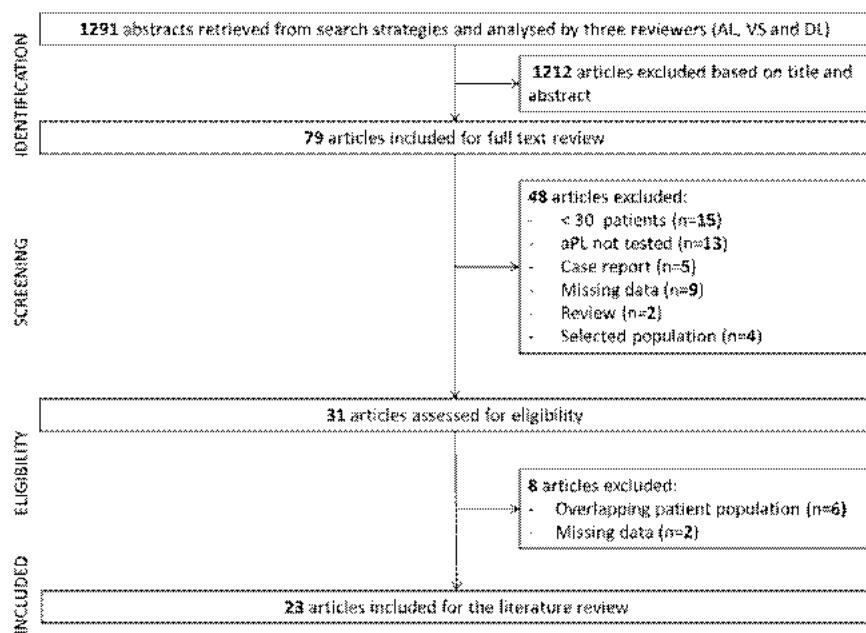 IDENTIFICATION
1291 abstracts retrieved from search strategies and analysed by three reviewers (AL, VS and DL)
1212 articles excluded based on title and
abstract
79 articles included for full text review
SCREENING
48 articles excluded:
- < 30 patients (n=15)
- aPL not tested (n=13)
- Case report (n=5)
- Missing data (n=9)
- Review (n=2)
- Selected population (n=4)
31 articles assessed for eligibility
ELIGIBILITY
8 articles excluded:
- Overlapping patient population (n=6)
- Missing data (n=2)
INCLUDED
23 articles included for the literature review